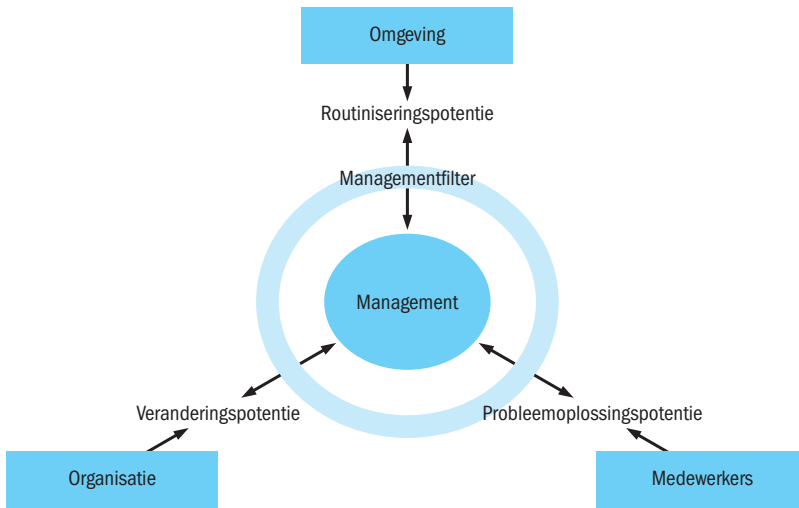 Omgeving
Routiniseringspotentie
Managementfilter
Management
Veranderingspotentie
Probleemoplossingspotentie
Organisatie
Medewerkers